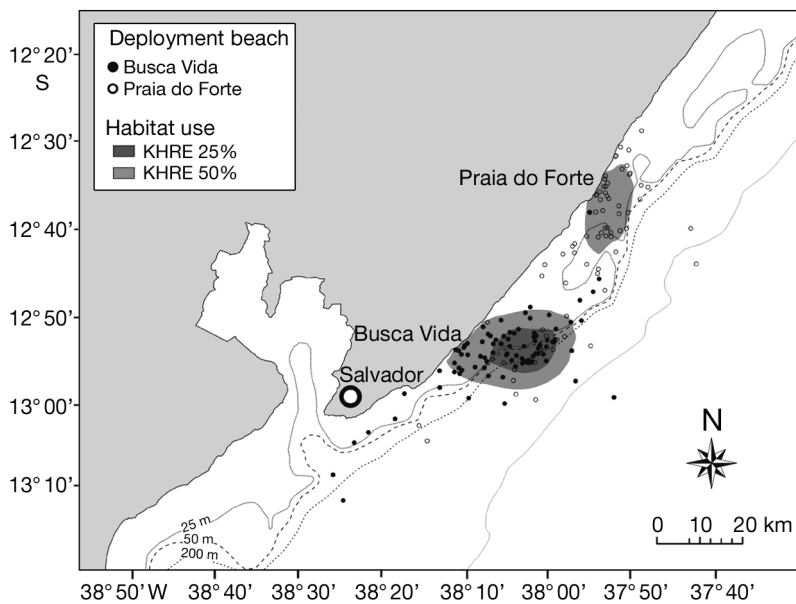 Deployment beach
Busca Vida
Praia do Forte
Habitat use
KHRE 25%
KHRE 50%
12°20'
S
12°30'
12°40'
12°50'
13°00'
13°10'
Praia do Forte
Busca Vida
Salvador
N
0 10 20 km
25 m
50 m
200 m
38°50' W 38°40' 38°30' 38°20' 38°10' 38°00' 37°50' 37°40'